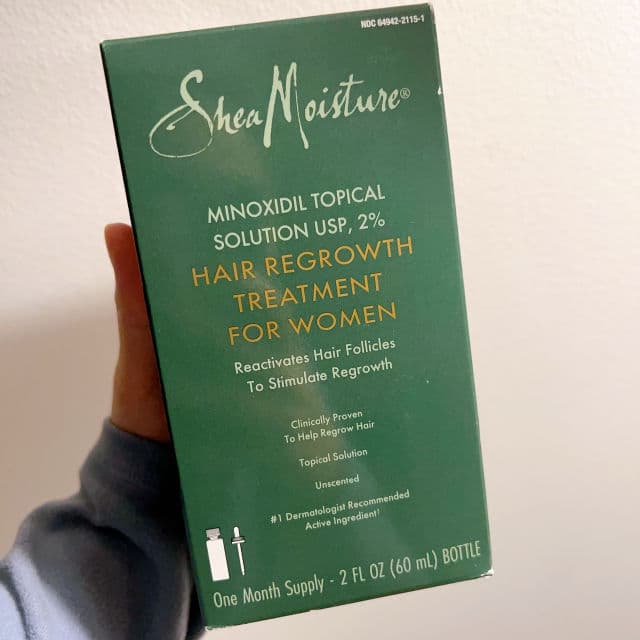 NDC 64942-2115-1
SheaMoisture®
MINOXIDIL TOPICAL
SOLUTION USP, 2%
HAIR REGROWTH
TREATMENT
FOR WOMEN
Reactivates Hair Follicles
To Stimulate Regrowth
Clinically Proven
To Help Regrow Hair
Topical Solution
Unscented
#1 Dermatologist Recommended
Active Ingredient†
One Month Supply - 2 FL OZ (60 mL) BOTTLE